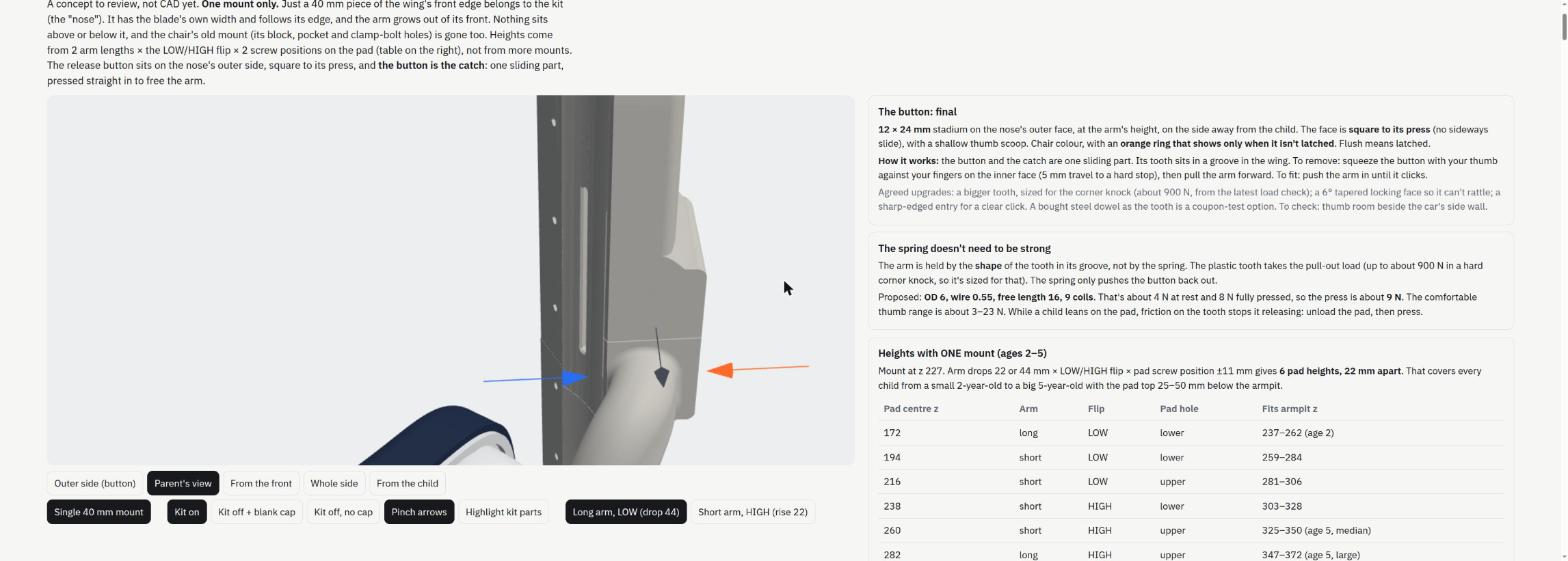 A concept to review, not CAD yet. One mount only. Just a 40 mm piece of the wing's front edge belongs to the kit
(the "nose"). It has the blade's own width and follows its edge, and the arm grows out of its front. Nothing sits
above or below it, and the chair's old mount (its block, pocket and clamp-bolt holes) is gone too. Heights come
from 2 arm lengths × the LOW/HIGH flip × 2 screw positions on the pad (table on the right), not from more mounts.
The release button sits on the nose's outer side, square to its press, and the button is the catch: one sliding part,
pressed straight in to free the arm.
Outer side (button) Parent's view From the front Whole side From the child
Single 40 mm mount Kit on Kit off + blank cap Kit off, no cap Pinch arrows Highlight kit parts Long arm, LOW (drop 44) Short arm, HIGH (rise 22)
The button: final
12 × 24 mm stadium on the nose's outer face, at the arm's height, on the side away from the child. The face is square to its press (no sideways
slide), with a shallow thumb scoop. Chair colour, with an orange ring that shows only when it isn't latched. Flush means latched.
How it works: the button and the catch are one sliding part. Its tooth sits in a groove in the wing. To remove: squeeze the button with your thumb
against your fingers on the inner face (5 mm travel to a hard stop), then pull the arm forward. To fit: push the arm in until it clicks.
Agreed upgrades: a bigger tooth, sized for the corner knock (about 900 N, from the latest load check); a 6° tapered locking face so it can't rattle; a
sharp-edged entry for a clear click. A bought steel dowel as the tooth is a coupon-test option. To check: thumb room beside the car's side wall.
The spring doesn't need to be strong
The arm is held by the shape of the tooth in its groove, not by the spring. The plastic tooth takes the pull-out load (up to about 900 N in a hard
corner knock, so it's sized for that). The spring only pushes the button back out.
Proposed: OD 6, wire 0.55, free length 16, 9 coils. That's about 4 N at rest and 8 N fully pressed, so the press is about 9 N. The comfortable
thumb range is about 3–23 N. While a child leans on the pad, friction on the tooth stops it releasing: unload the pad, then press.
Heights with ONE mount (ages 2–5)
Mount at z 227. Arm drops 22 or 44 mm × LOW/HIGH flip × pad screw position ±11 mm gives 6 pad heights, 22 mm apart. That covers every
child from a small 2-year-old to a big 5-year-old with the pad top 25–50 mm below the armpit.
Pad centre z Arm Flip Pad hole Fits armpit z
172 long LOW lower 237–262 (age 2)
194 short LOW lower 259–284
216 short LOW upper 281–306
238 short HIGH lower 303–328
260 short HIGH upper 325–350 (age 5, median)
282 long HIGH upper 347–372 (age 5, large)